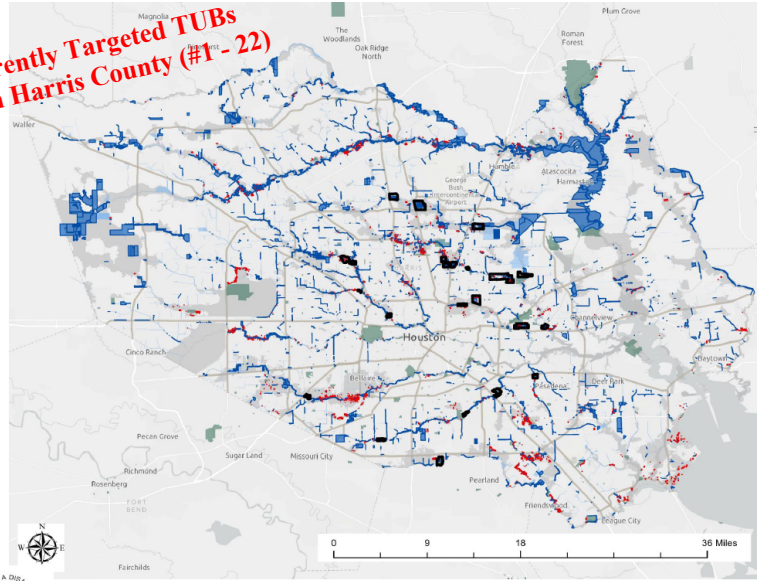 rently Targeted TUBs
Harris County (#1 - 22)
Magnolia
Plum Grove
The
Woodlands
Oak Ridge
North
Roman
Forest
Waller
Humble
Atascocita
George
Bush
Intercontinental
Airport
Channelview
Houston
Cinco Ranch
Baytown
Bellaire
Deer Park
Pasadena
Pecan Grove
Sugar Land
Missouri City
Richmond
Rosenberg
Pearland
FORT
BEND
Friendswood
League City
N
W
E
S
0 9 18 36 Miles
Fairchilds